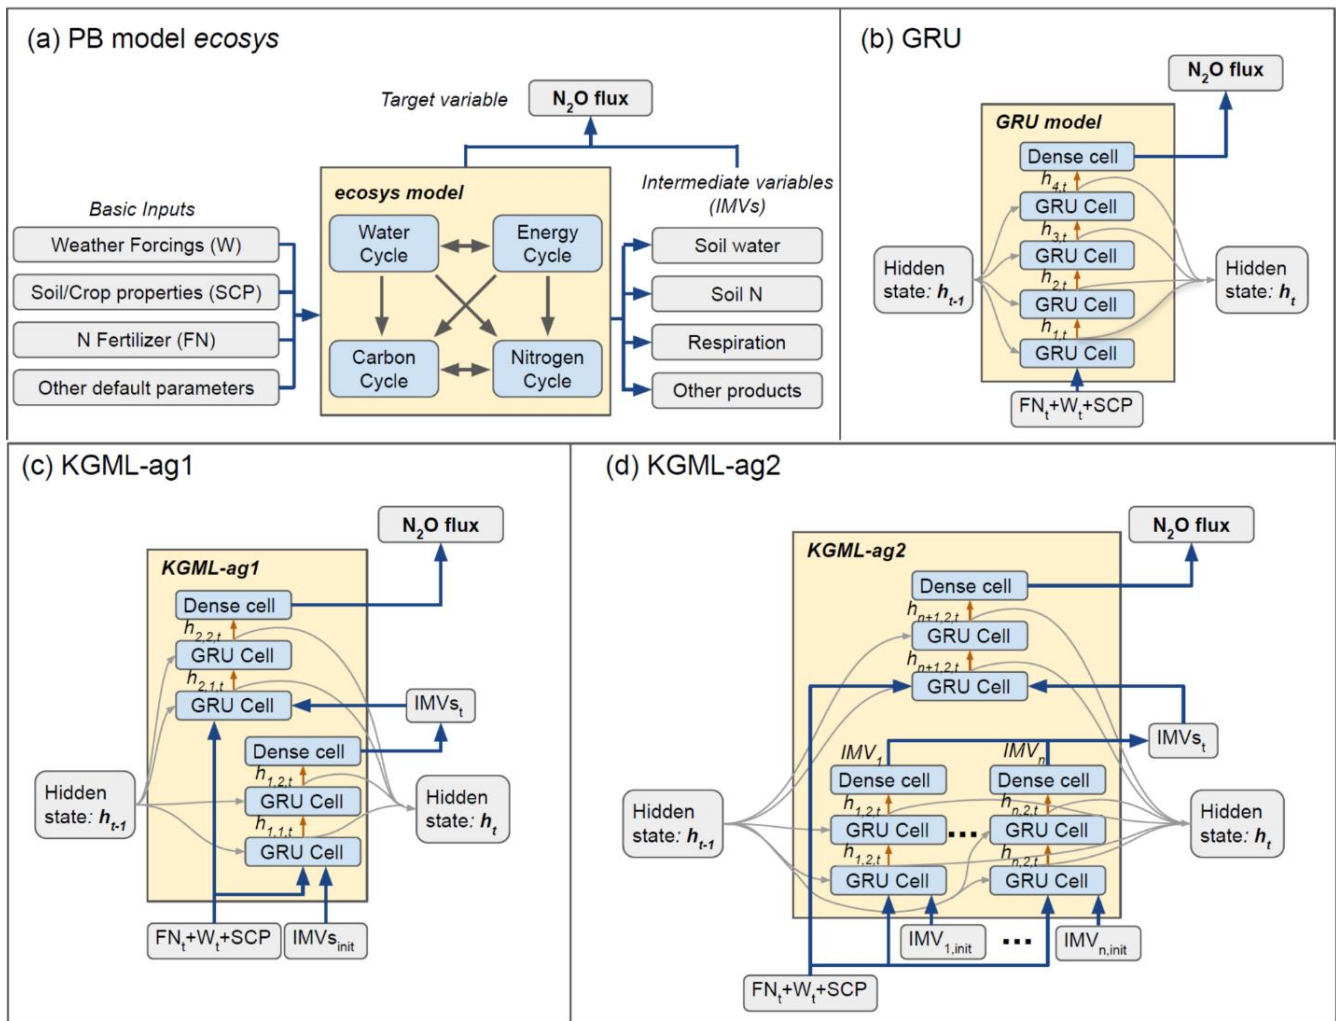 (a) PB model ecosys
Target variable
N₂O flux
Basic Inputs
Weather Forcings (W)
Soil/Crop properties (SCP)
N Fertilizer (FN)
Other default parameters
ecosys model
Water
Cycle
Energy
Cycle
Carbon
Cycle
Nitrogen
Cycle
Intermediate variables
(IMVs)
Soil water
Soil N
Respiration
Other products
(b) GRU
N₂O flux
GRU model
Dense cell
h4,t
GRU Cell
h3,t
GRU Cell
h2,t
GRU Cell
h1,t
GRU Cell
Hidden
state: ht-1
Hidden
state: ht
FNt+Wt+SCP
(c) KGML-ag1
N₂O flux
KGML-ag1
Dense cell
h2,2,t
GRU Cell
h2,1,t
GRU Cell
IMVst
Dense cell
h1,2,t
GRU Cell
h1,1,t
GRU Cell
Hidden
state: ht-1
Hidden
state: ht
FNt+Wt+SCP
IMVsinit
(d) KGML-ag2
N₂O flux
KGML-ag2
Dense cell
hn+1,2,t
GRU Cell
hn+1,2,t
GRU Cell
IMVst
IMV1
IMVn
Dense cell
Dense cell
h1,2,t
hn,2,t
GRU Cell
...
GRU Cell
h1,2,t
hn,2,t
GRU Cell
GRU Cell
Hidden
state: ht-1
Hidden
state: ht
IMV1,init
...
IMVn,init
FNt+Wt+SCP